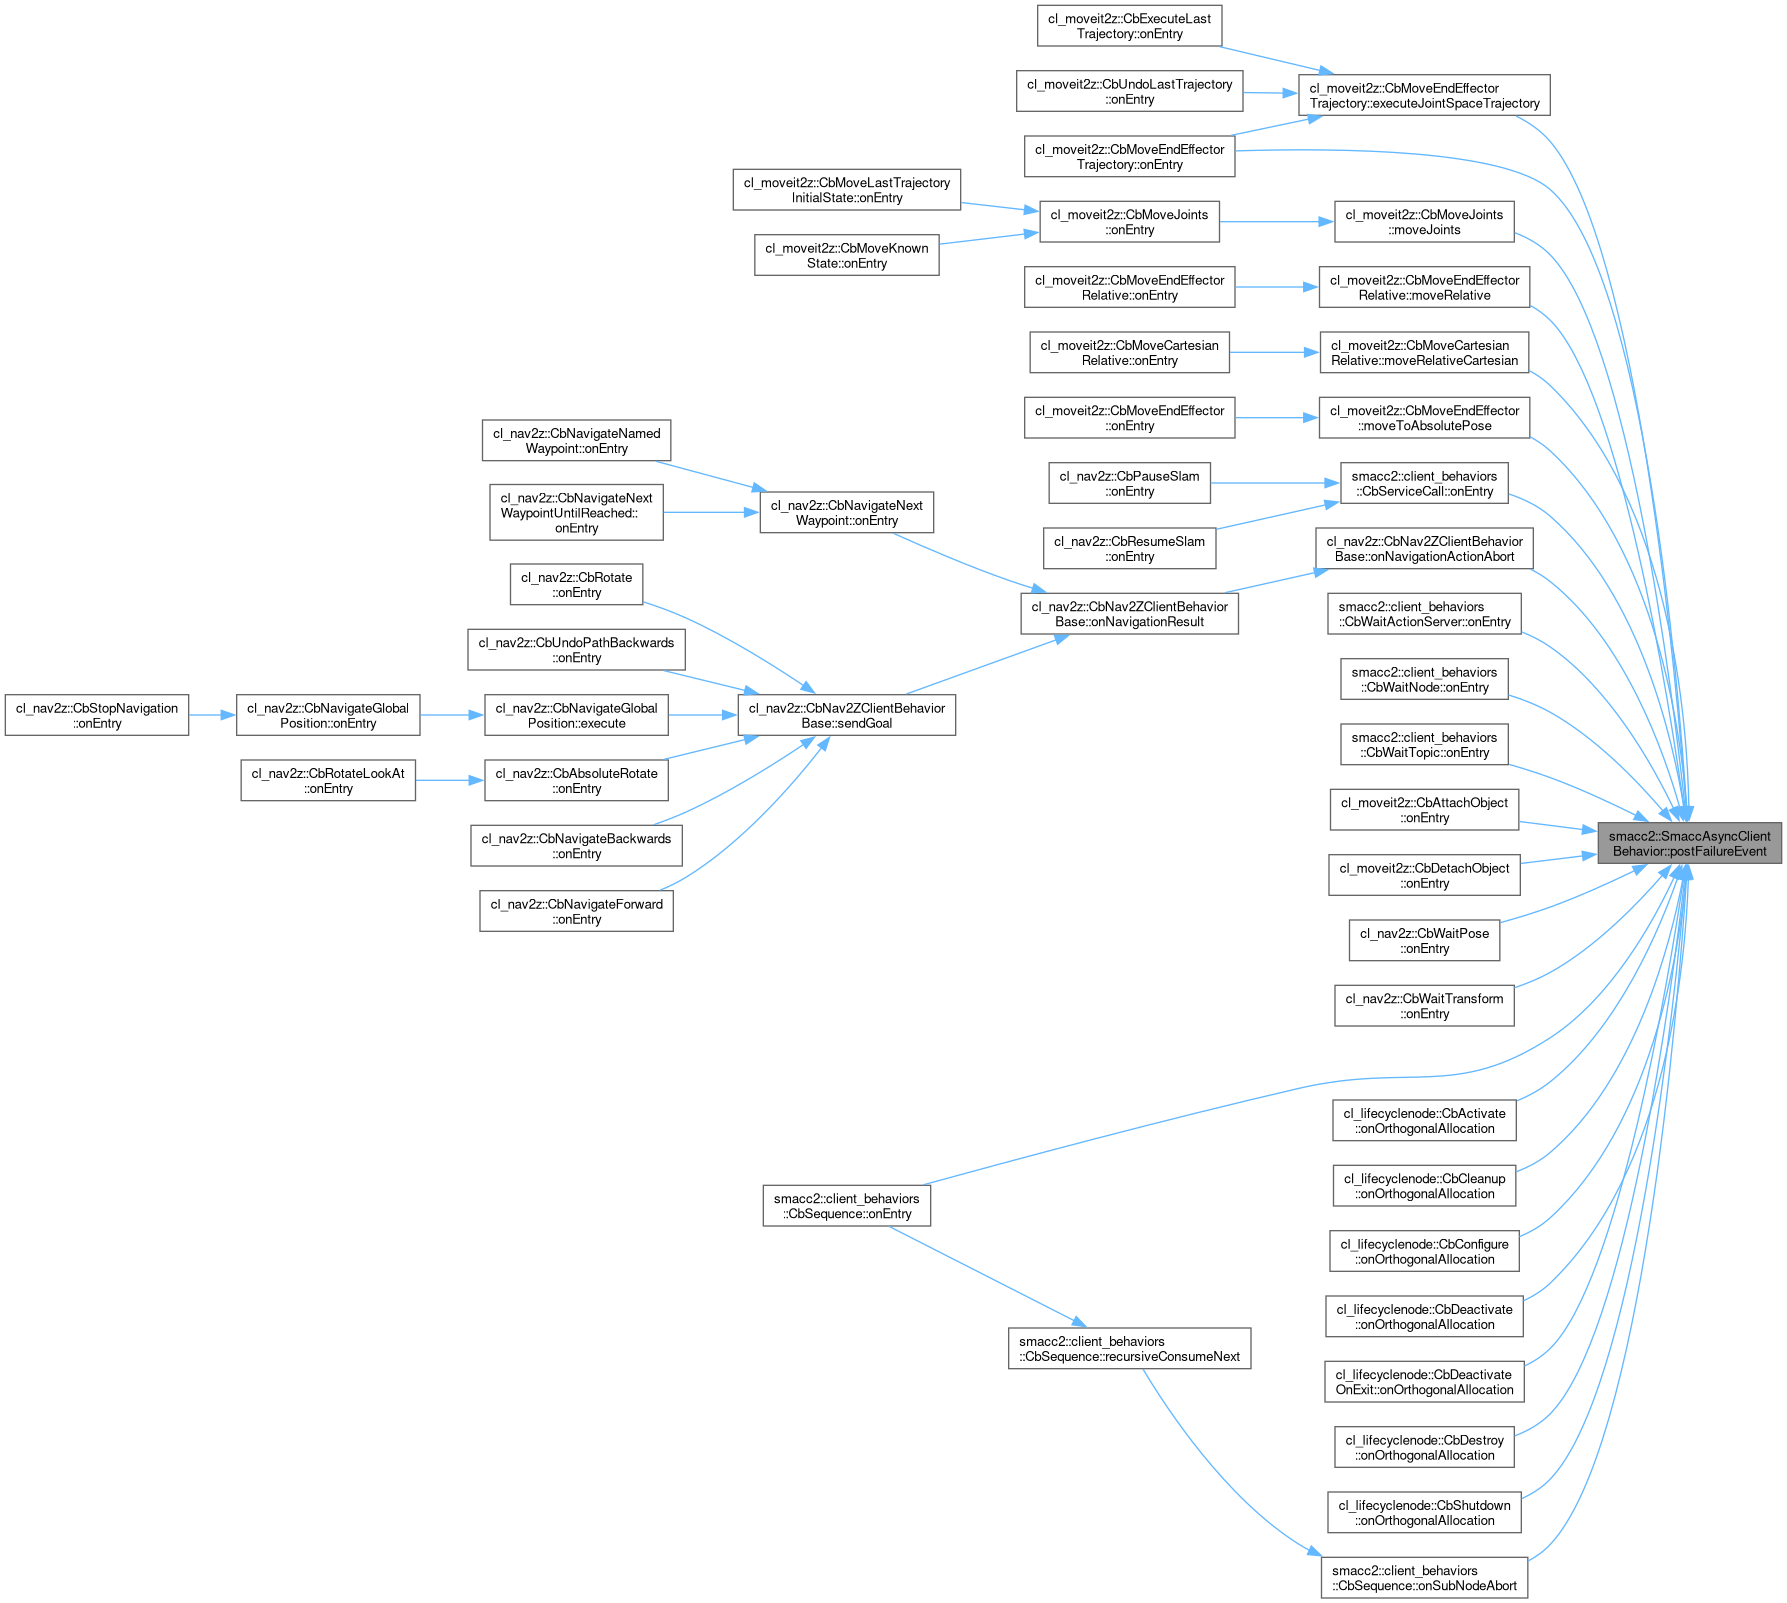 cl_moveit2z::CbExecuteLast
Trajectory::onEntry
cl_moveit2z::CbUndoLastTrajectory
::onEntry
cl_moveit2z::CbMoveEndEffector
Trajectory::executeJointSpaceTrajectory
cl_moveit2z::CbMoveEndEffector
Trajectory::onEntry
cl_moveit2z::CbMoveLastTrajectory
InitialState::onEntry
cl_moveit2z::CbMoveJoints
::onEntry
cl_moveit2z::CbMoveJoints
::moveJoints
cl_moveit2z::CbMoveKnown
State::onEntry
cl_moveit2z::CbMoveEndEffector
Relative::onEntry
cl_moveit2z::CbMoveEndEffector
Relative::moveRelative
cl_moveit2z::CbMoveCartesian
Relative::onEntry
cl_moveit2z::CbMoveCartesian
Relative::moveRelativeCartesian
cl_moveit2z::CbMoveEndEffector
::onEntry
cl_moveit2z::CbMoveEndEffector
::moveToAbsolutePose
cl_nav2z::CbNavigateNamed
Waypoint::onEntry
cl_nav2z::CbPauseSlam
::onEntry
smacc2::client_behaviors
::CbServiceCall::onEntry
cl_nav2z::CbNavigateNext
WaypointUntilReached::
onEntry
cl_nav2z::CbNavigateNext
Waypoint::onEntry
cl_nav2z::CbResumeSlam
::onEntry
cl_nav2z::CbNav2ZClientBehavior
Base::onNavigationActionAbort
cl_nav2z::CbRotate
::onEntry
cl_nav2z::CbNav2ZClientBehavior
Base::onNavigationResult
smacc2::client_behaviors
::CbWaitActionServer::onEntry
cl_nav2z::CbUndoPathBackwards
::onEntry
smacc2::client_behaviors
::CbWaitNode::onEntry
cl_nav2z::CbStopNavigation
::onEntry
cl_nav2z::CbNavigateGlobal
Position::onEntry
cl_nav2z::CbNavigateGlobal
Position::execute
cl_nav2z::CbNav2ZClientBehavior
Base::sendGoal
smacc2::client_behaviors
::CbWaitTopic::onEntry
cl_nav2z::CbRotateLookAt
::onEntry
cl_nav2z::CbAbsoluteRotate
::onEntry
cl_moveit2z::CbAttachObject
::onEntry
cl_nav2z::CbNavigateBackwards
::onEntry
smacc2::SmaccAsyncClient
Behavior::postFailureEvent
cl_moveit2z::CbDetachObject
::onEntry
cl_nav2z::CbNavigateForward
::onEntry
cl_nav2z::CbWaitPose
::onEntry
cl_nav2z::CbWaitTransform
::onEntry
cl_lifecyclenode::CbActivate
::onOrthogonalAllocation
cl_lifecyclenode::CbCleanup
::onOrthogonalAllocation
smacc2::client_behaviors
::CbSequence::onEntry
cl_lifecyclenode::CbConfigure
::onOrthogonalAllocation
cl_lifecyclenode::CbDeactivate
::onOrthogonalAllocation
smacc2::client_behaviors
::CbSequence::recursiveConsumeNext
cl_lifecyclenode::CbDeactivate
OnExit::onOrthogonalAllocation
cl_lifecyclenode::CbDestroy
::onOrthogonalAllocation
cl_lifecyclenode::CbShutdown
::onOrthogonalAllocation
smacc2::client_behaviors
::CbSequence::onSubNodeAbort